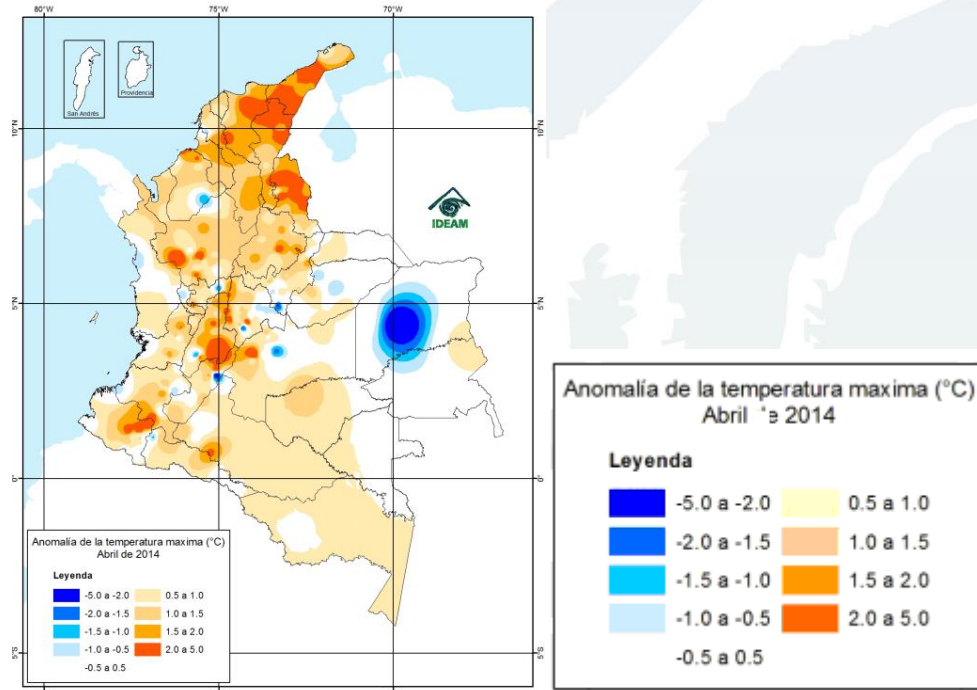 80°W 75°W 70°W
San Andrés
Providencia
10°N 10°N
IDEAM
5°N 5°N
0° 0°
5°S 5°S
80°W 75°W 70°W
Anomalía de la temperatura maxima (°C)
Abril de 2014
Leyenda
-5.0 a -2.0 0.5 a 1.0
-2.0 a -1.5 1.0 a 1.5
-1.5 a -1.0 1.5 a 2.0
-1.0 a -0.5 2.0 a 5.0
-0.5 a 0.5
Anomalía de la temperatura maxima (°C)
Abril 2014
Leyenda
-5.0 a -2.0 0.5 a 1.0
-2.0 a -1.5 1.0 a 1.5
-1.5 a -1.0 1.5 a 2.0
-1.0 a -0.5 2.0 a 5.0
-0.5 a 0.5